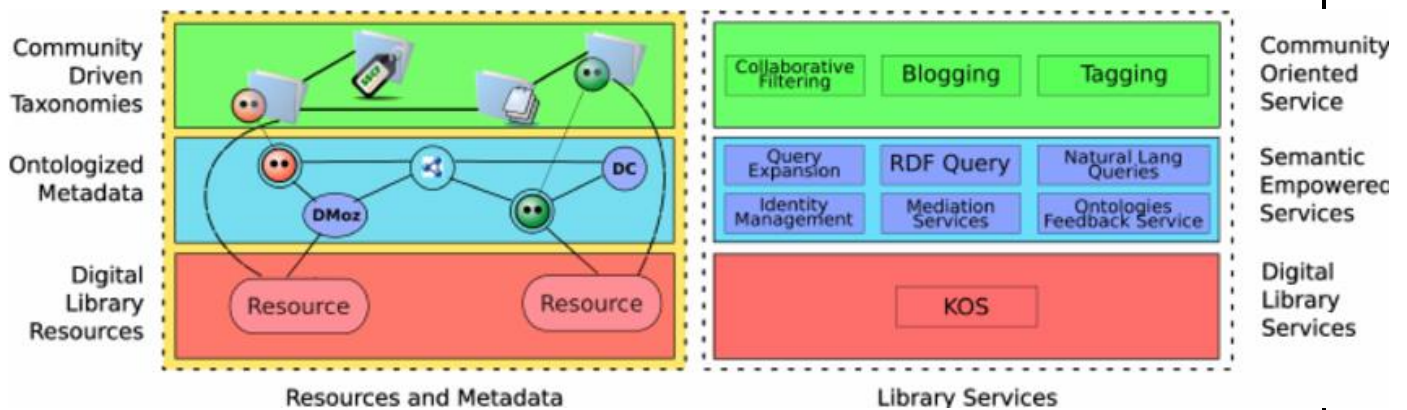 Community
Driven
Taxonomies
SSCF
Ontologized
Metadata
DMoz
DC
Digital
Library
Resources
Resource
Resource
Resources and Metadata
Collaborative
Filtering
Blogging
Tagging
Community
Oriented
Service
Query
Expansion
RDF Query
Natural Lang
Queries
Identity
Management
Mediation
Services
Ontologies
Feedback Service
Semantic
Empowered
Services
KOS
Digital
Library
Services
Library Services